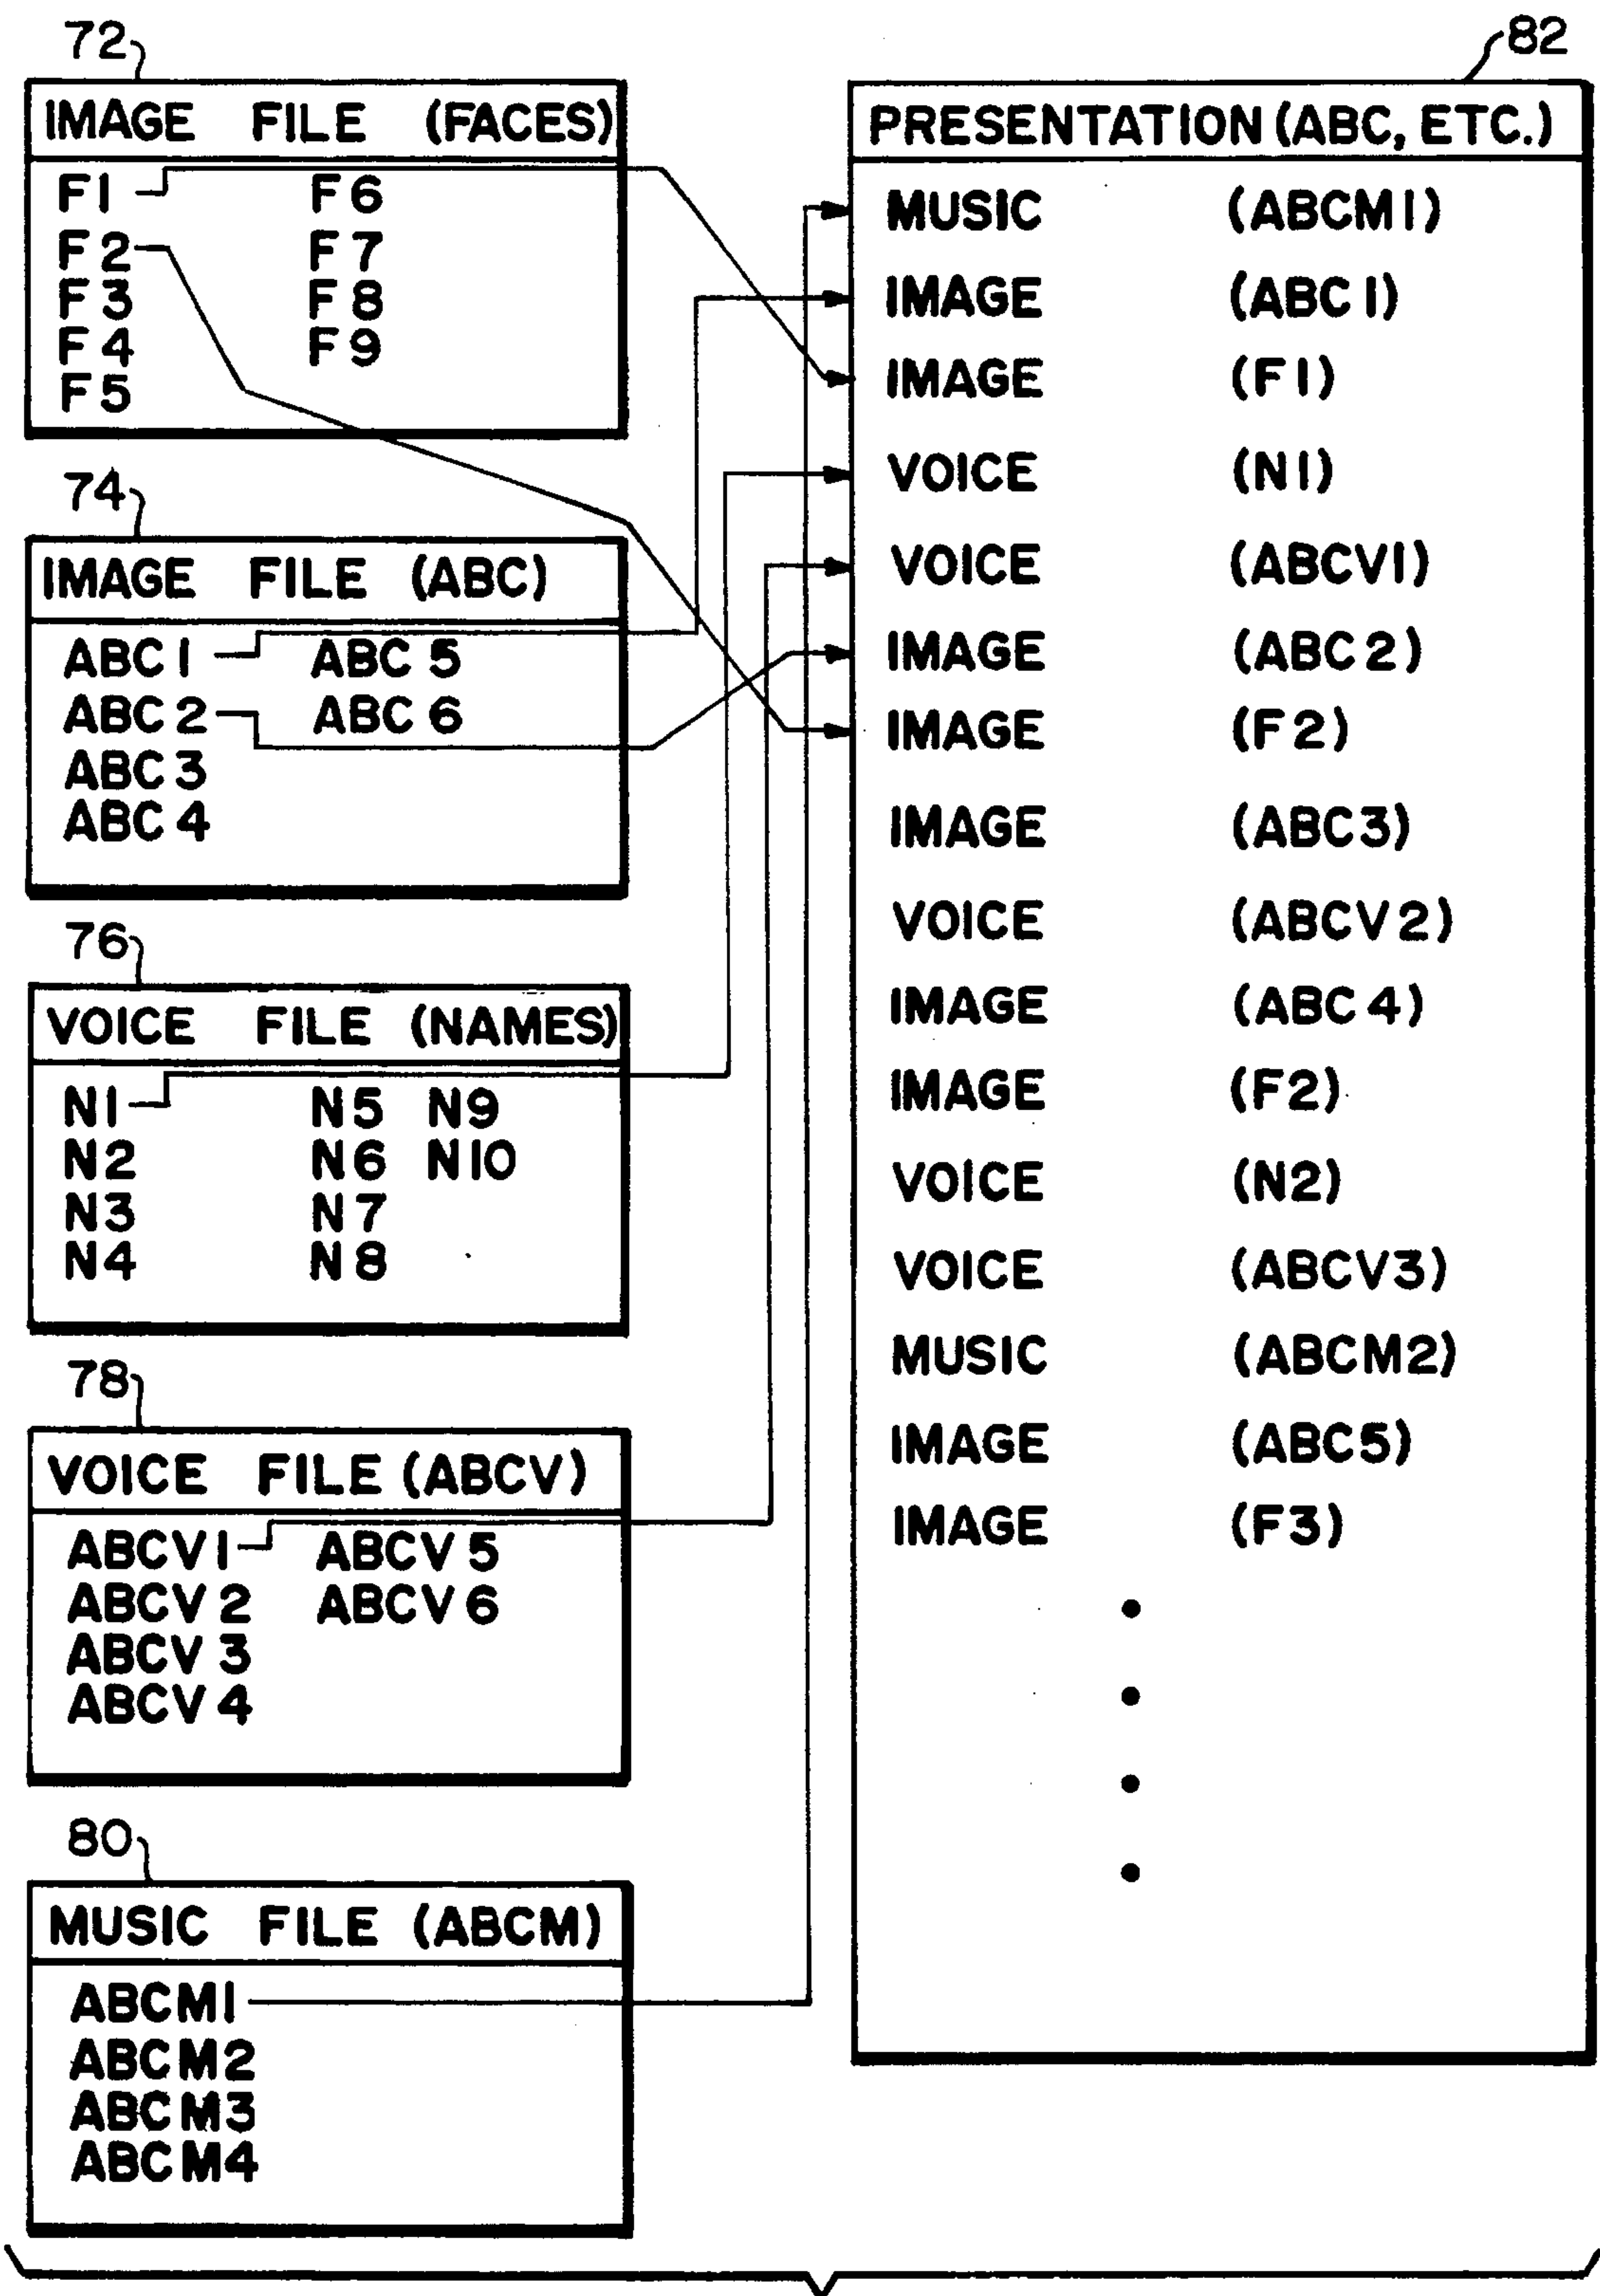 72
IMAGE FILE (FACES)
F1 F6
F2 F7
F3 F8
F4 F9
F5
74
IMAGE FILE (ABC)
ABC1 ABC5
ABC2 ABC6
ABC3
ABC4
76
VOICE FILE (NAMES)
N1 N5 N9
N2 N6 N10
N3 N7
N4 N8
78
VOICE FILE (ABCV)
ABCV1 ABCV5
ABCV2 ABCV6
ABCV3
ABCV4
80
MUSIC FILE (ABCM)
ABCM1
ABCM2
ABCM3
ABCM4
82
PRESENTATION (ABC, ETC.)
MUSIC (ABCM1)
IMAGE (ABC1)
IMAGE (F1)
VOICE (N1)
VOICE (ABCV1)
IMAGE (ABC2)
IMAGE (F2)
IMAGE (ABC3)
VOICE (ABCV2)
IMAGE (ABC4)
IMAGE (F2)
VOICE (N2)
VOICE (ABCV3)
MUSIC (ABCM2)
IMAGE (ABC5)
IMAGE (F3)